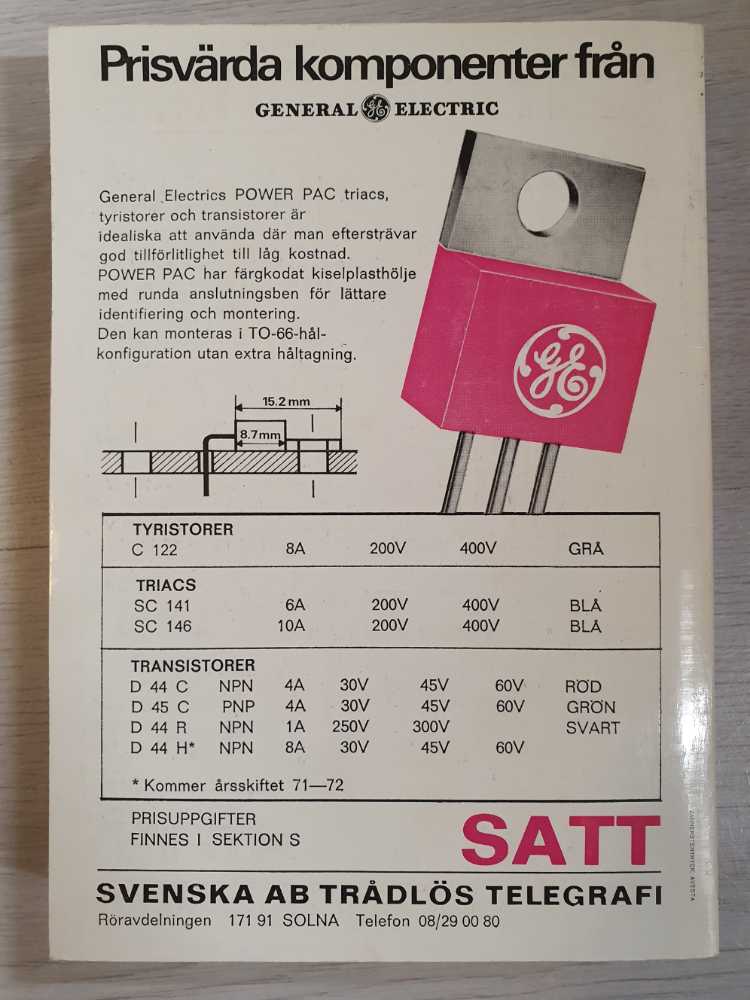 Prisvärda komponenter från
GENERAL GE ELECTRIC
General Electrics POWER PAC triacs,
tyristorer och transistorer är
idealiska att använda där man eftersträvar
god tillförlitlighet till låg kostnad.
POWER PAC har färgkodat kiselplasthölje
med runda anslutningsben för lättare
identifiering och montering.
Den kan monteras i TO-66-hål-
konfiguration utan extra håltagning.
GE
15.2 mm
8.7 mm
TYRISTORER
C 122 8A 200V 400V GRÅ
TRIACS
SC 141 6A 200V 400V BLÅ
SC 146 10A 200V 400V BLÅ
TRANSISTORER
D 44 C NPN 4A 30V 45V 60V RÖD
D 45 C PNP 4A 30V 45V 60V GRÖN
D 44 R NPN 1A 250V 300V SVART
D 44 H* NPN 8A 30V 45V 60V
* Kommer årsskiftet 71—72
PRISUPPGIFTER
FINNES I SEKTION S
SATT
SVENSKA AB TRÅDLÖS TELEGRAFI
Röravdelningen 171 91 SOLNA Telefon 08/29 00 80
AVESTA